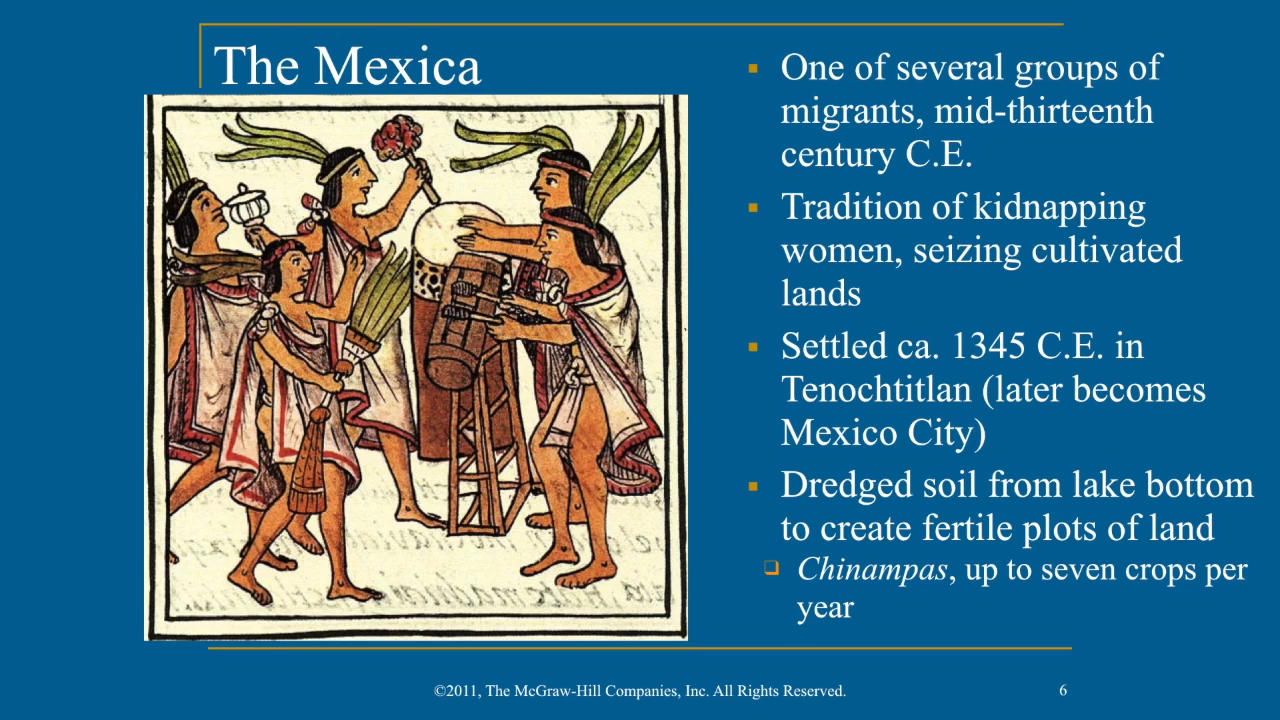 The Mexica
▪ One of several groups of
migrants, mid-thirteenth
century C.E.
▪ Tradition of kidnapping
women, seizing cultivated
lands
▪ Settled ca. 1345 C.E. in
Tenochtitlan (later becomes
Mexico City)
▪ Dredged soil from lake bottom
to create fertile plots of land
❑ Chinampas, up to seven crops per
year
©2011, The McGraw-Hill Companies, Inc. All Rights Reserved.
6